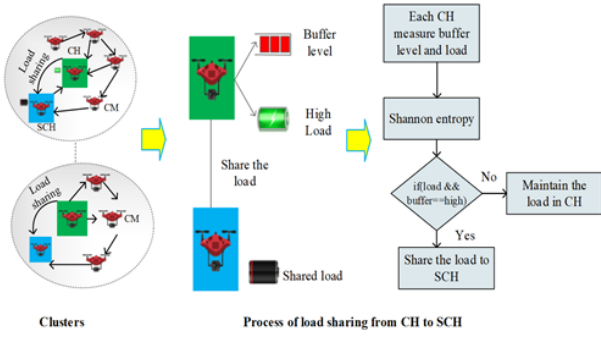 Load
sharing
CH
CM
SCH
Load
sharing
CM
Clusters
Buffer
level
High
Load
Share the
load
Shared load
Process of load sharing from CH to SCH
Each CH
measure buffer
level and load
Shannon entropy
if(load &&
buffer==high)
No
Maintain the
load in CH
Yes
Share the load to
SCH